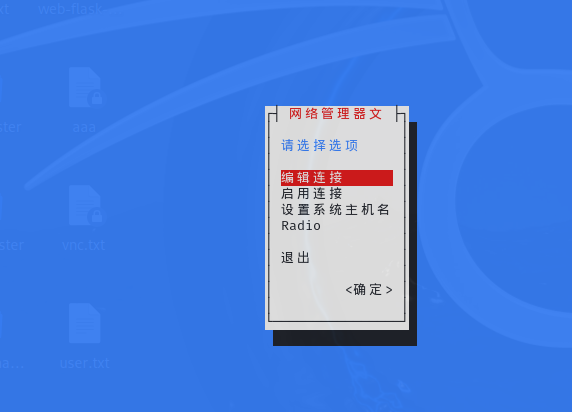 web-flask
aaa
vnc.txt
user.txt
网络管理器文
请选择选项
编辑连接
启用连接
设置系统主机名
Radio
退出
<确定>